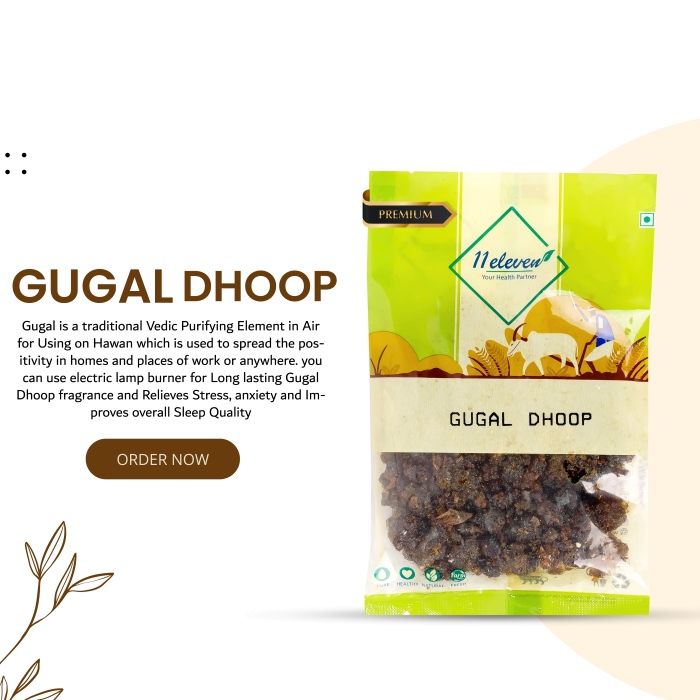 GUGAL DHOOP
Gugal is a traditional Vedic Purifying Element in Air
for Using on Hawan which is used to spread the pos-
itivity in homes and places of work or anywhere. you
can use electric lamp burner for Long lasting Gugal
Dhoop fragrance and Relieves Stress, anxiety and Im-
proves overall Sleep Quality
ORDER NOW
PREMIUM
11eleven
Your Health Partner
GUGAL DHOOP
HEALTHY
NATURAL
FRESH